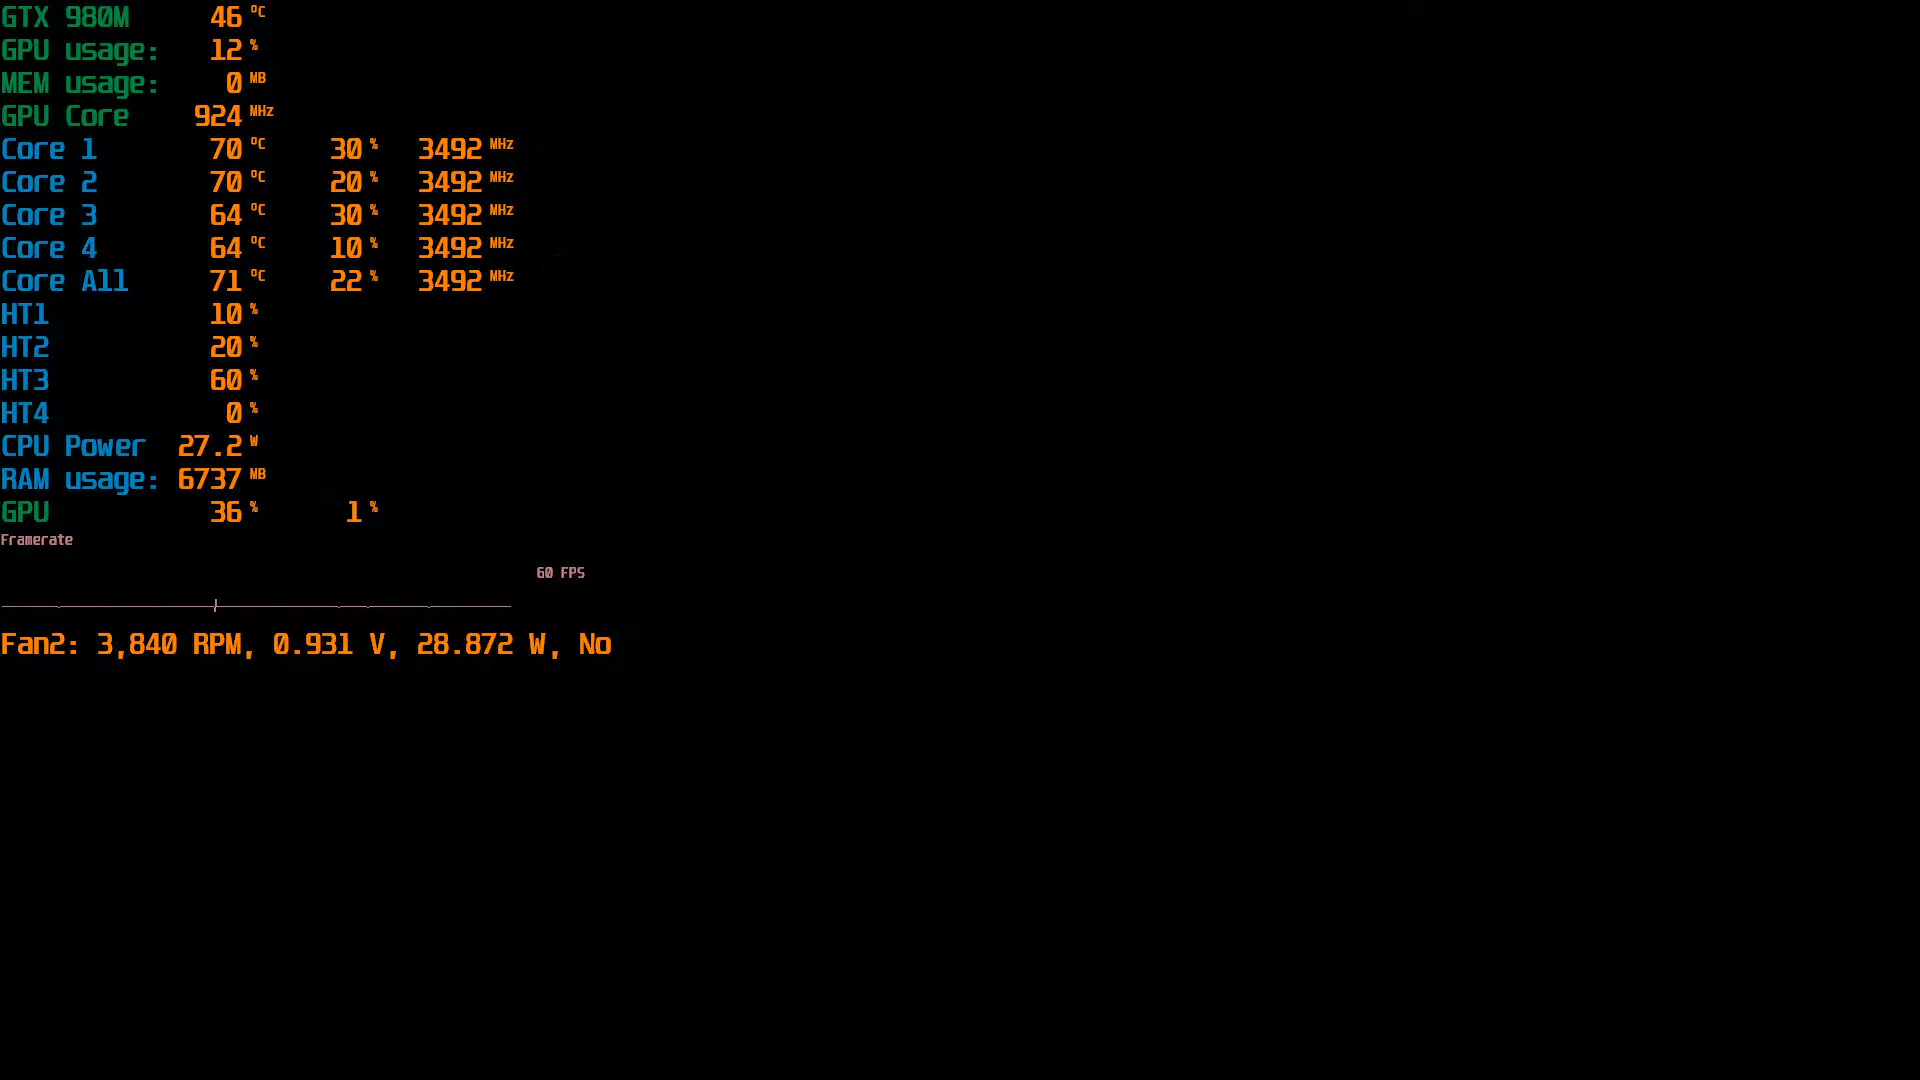 GTX 980M 46 °C
GPU usage: 12 %
MEM usage: 0 MB
GPU Core 924 MHz
Core 1 70 °C 30 % 3492 MHz
Core 2 70 °C 20 % 3492 MHz
Core 3 64 °C 30 % 3492 MHz
Core 4 64 °C 10 % 3492 MHz
Core All 71 °C 22 % 3492 MHz
HT1 10 %
HT2 20 %
HT3 60 %
HT4 0 %
CPU Power 27.2 W
RAM usage: 6737 MB
GPU 36 % 1 %
Framerate
60 FPS
Fan2: 3,840 RPM, 0.931 V, 28.872 W, No